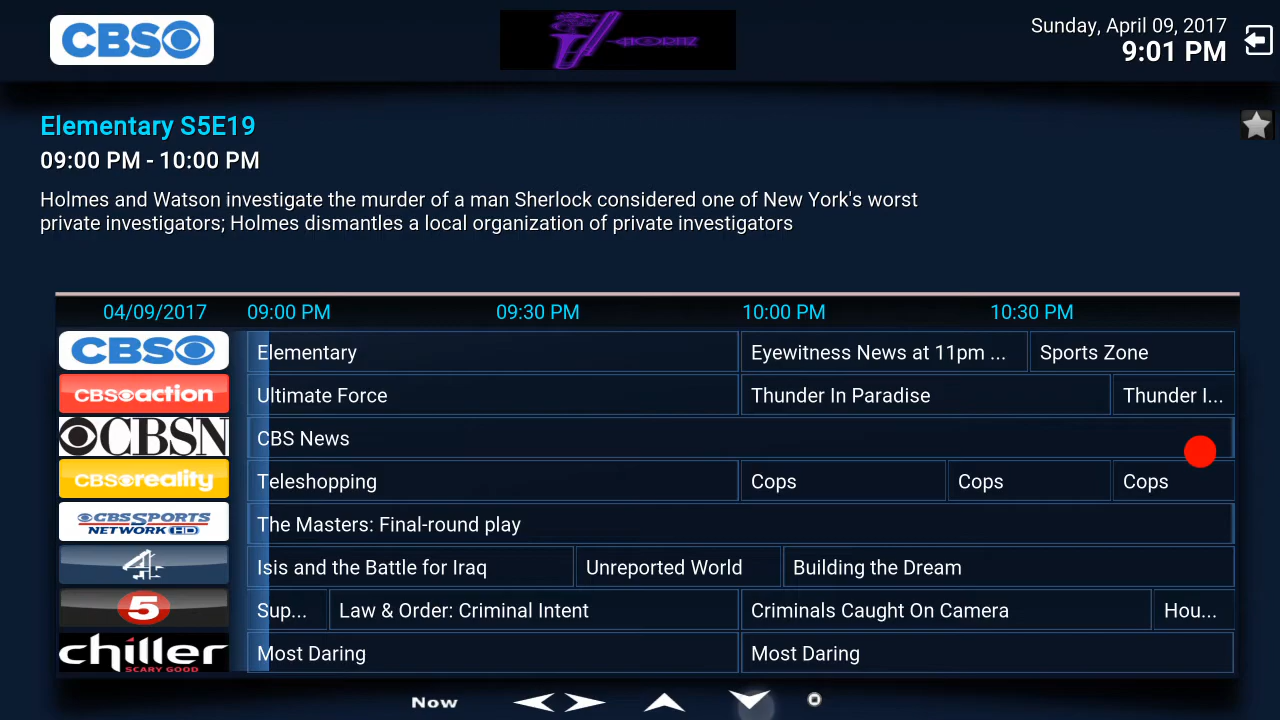 CBS
Sunday, April 09, 2017
9:01 PM
Elementary S5E19
09:00 PM - 10:00 PM
Holmes and Watson investigate the murder of a man Sherlock considered one of New York's worst
private investigators; Holmes dismantles a local organization of private investigators
04/09/2017 09:00 PM 09:30 PM 10:00 PM 10:30 PM
CBS Elementary Eyewitness News at 11pm ... Sports Zone
CBS action Ultimate Force Thunder In Paradise Thunder I...
CBSN CBS News
CBS reality Teleshopping Cops Cops Cops
CBS SPORTS NETWORK HD The Masters: Final-round play
4 Isis and the Battle for Iraq Unreported World Building the Dream
5 Sup... Law & Order: Criminal Intent Criminals Caught On Camera Hou...
chiller SCARY GOOD Most Daring Most Daring
Now